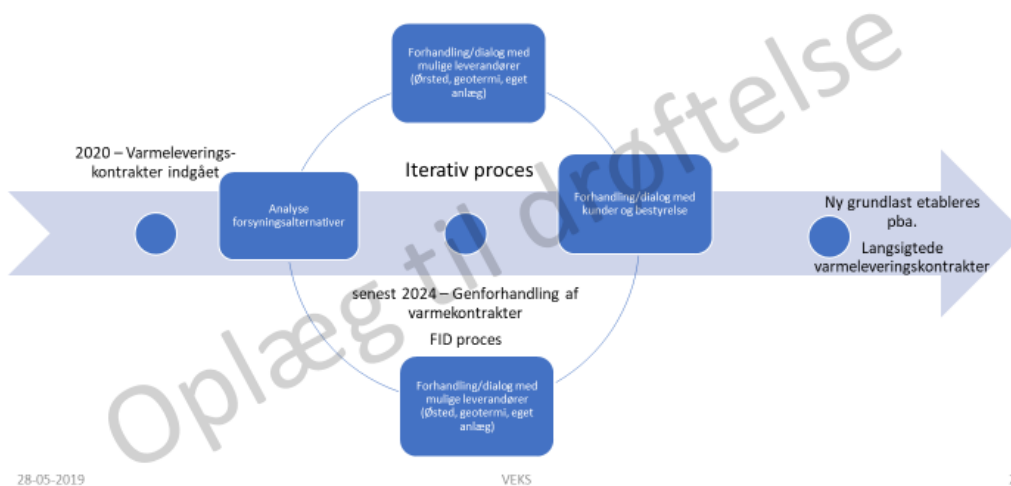 Forhandling/dialog med
mulige leverandører
(Ørsted, geotermi, eget
anlæg)
2020 – Varmeleverings-
kontrakter indgået
Iterativ proces
Analyse
forsyningsalternativer
Forhandling/dialog med
kunder og bestyrelse
Ny grundlast etableres
pba.
Langsigtede
varmeleveringskontrakter
senest 2024 – Genforhandling af
varmekontrakter
FID proces
Forhandling/dialog med
mulige leverandører
(Østed, geotermi, eget
anlæg)
Oplæg til drøftelse
28-05-2019
VEKS